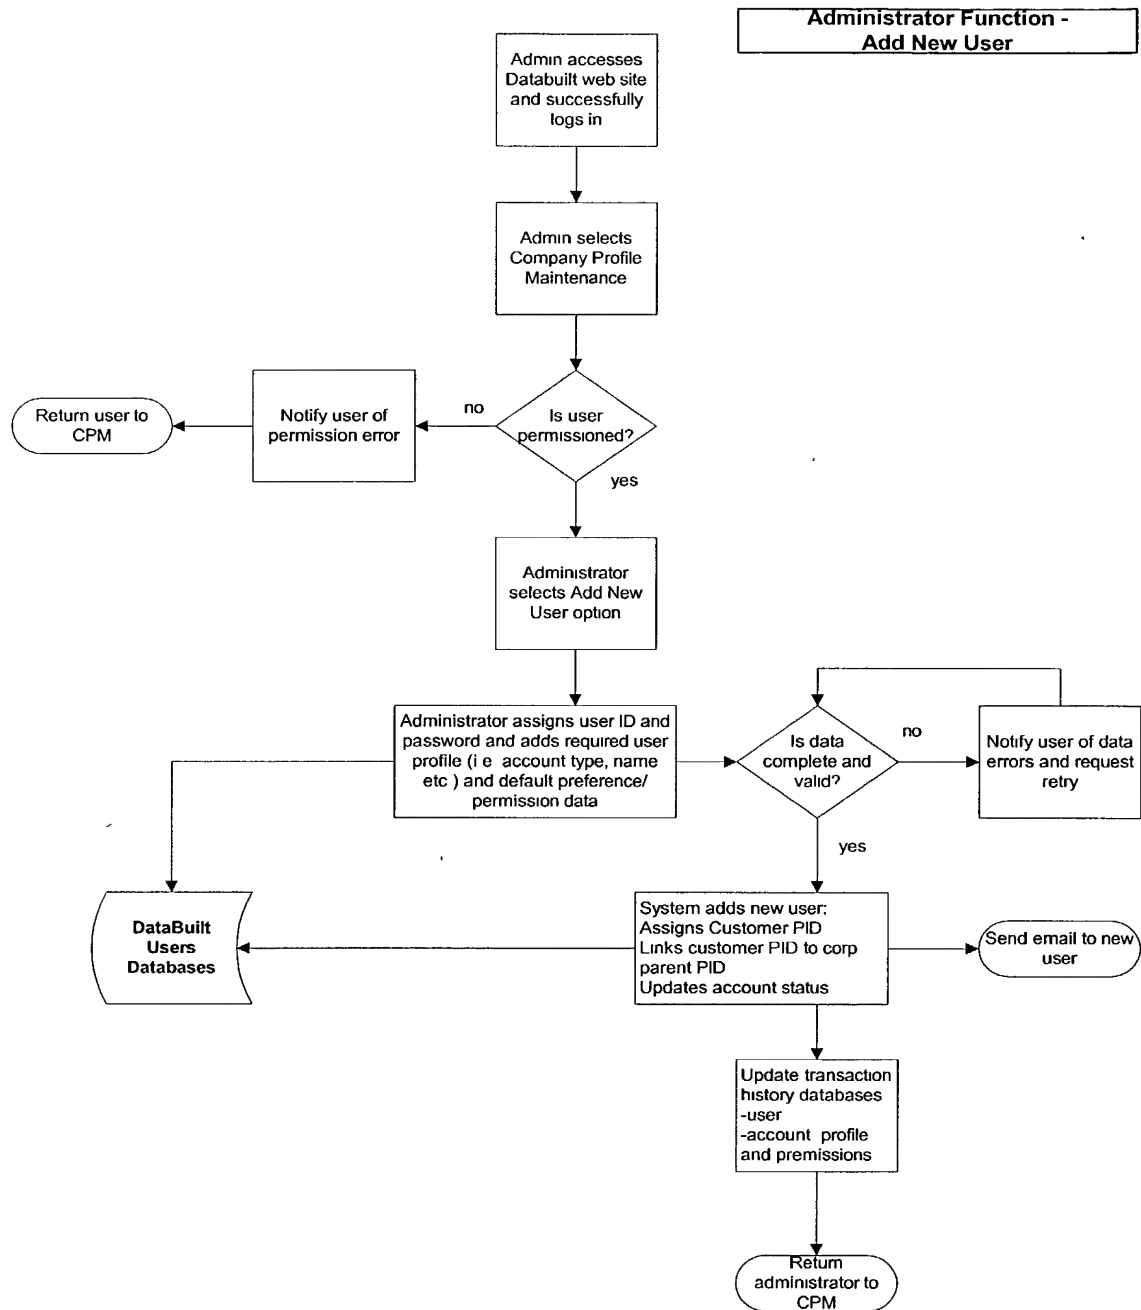 Administrator Function -
Add New User
Admin accesses
Databuilt web site
and successfully
logs in
Admin selects
Company Profile
Maintenance
Return user to
CPM
Notify user of
permission error
no
Is user
permissioned?
yes
Administrator
selects Add New
User option
Administrator assigns user ID and
password and adds required user
profile (i e account type, name
etc ) and default preference/
permission data
Is data
complete and
valid?
no
Notify user of data
errors and request
retry
yes
DataBuilt
Users
Databases
System adds new user:
Assigns Customer PID
Links customer PID to corp
parent PID
Updates account status
Send email to new
user
Update transaction
history databases
-user
-account profile
and premissions
Return
administrator to
CPM